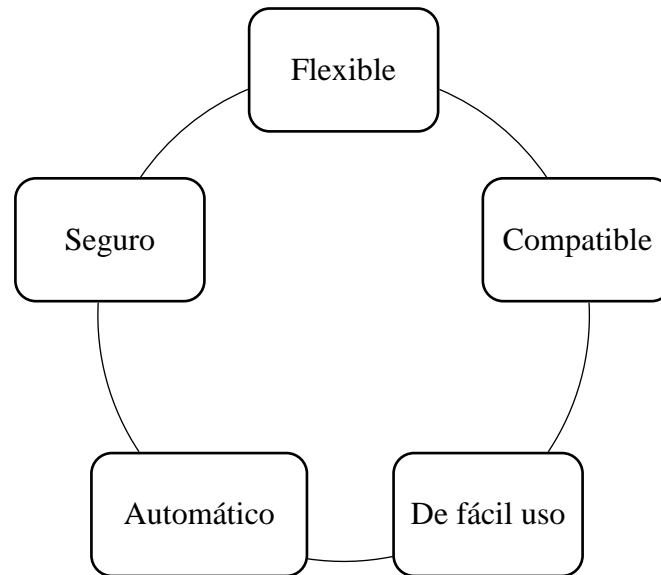 Flexible
Seguro
Compatible
Automático
De fácil uso